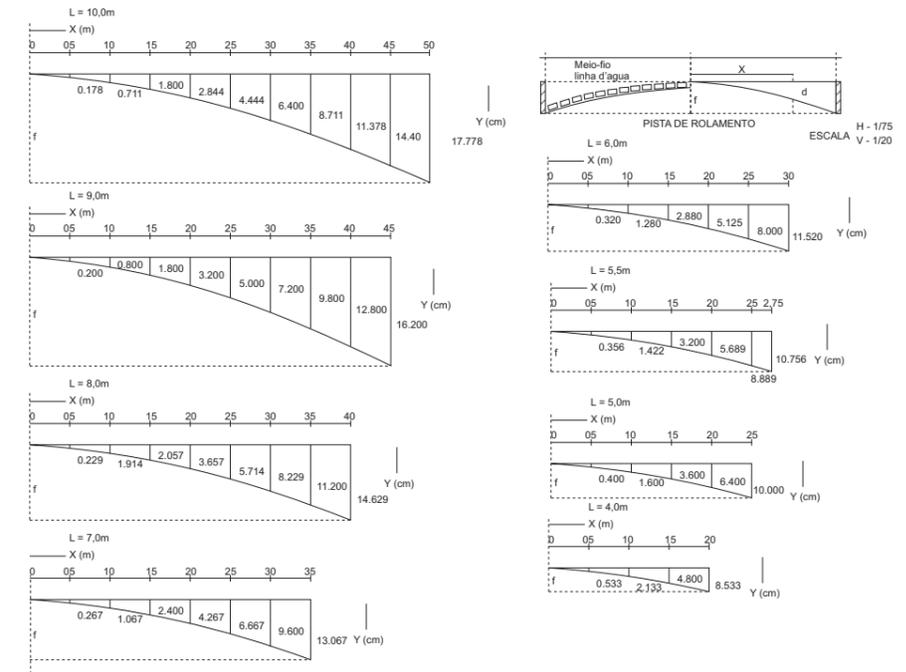 L = 10,0m
X (m)
0 05 10 15 20 25 30 35 40 45 50
0.178 0.711 1.800 2.844 4.444 6.400 8.711 11.378 14.40 17.778
f
Y (cm)
L = 9,0m
X (m)
0 05 10 15 20 25 30 35 40 45
0.200 0.800 1.800 3.200 5.000 7.200 9.800 12.800 16.200
f
Y (cm)
L = 8,0m
X (m)
0 05 10 15 20 25 30 35 40
0.229 1.914 2.057 3.657 5.714 8.229 11.200 14.629
f
Y (cm)
L = 7,0m
X (m)
0 05 10 15 20 25 30 35
0.267 1.067 2.400 4.267 6.667 9.600 13.067
f
Y (cm)
Meio-fio
linha d'agua
X
f
d
PISTA DE ROLAMENTO
ESCALA H - 1/75
V - 1/20
L = 6,0m
X (m)
0 05 10 15 20 25 30
0.320 1.280 2.880 5.125 8.000 11.520
f
Y (cm)
L = 5,5m
X (m)
0 05 10 15 20 25 2,75
0.356 1.422 3.200 5.689 8.889 10.756
f
Y (cm)
L = 5,0m
X (m)
0 05 10 15 20 25
0.400 1.600 3.600 6.400 10.000
f
Y (cm)
L = 4,0m
X (m)
0 05 10 15 20
0.533 2.133 4.800 8.533
f
Y (cm)